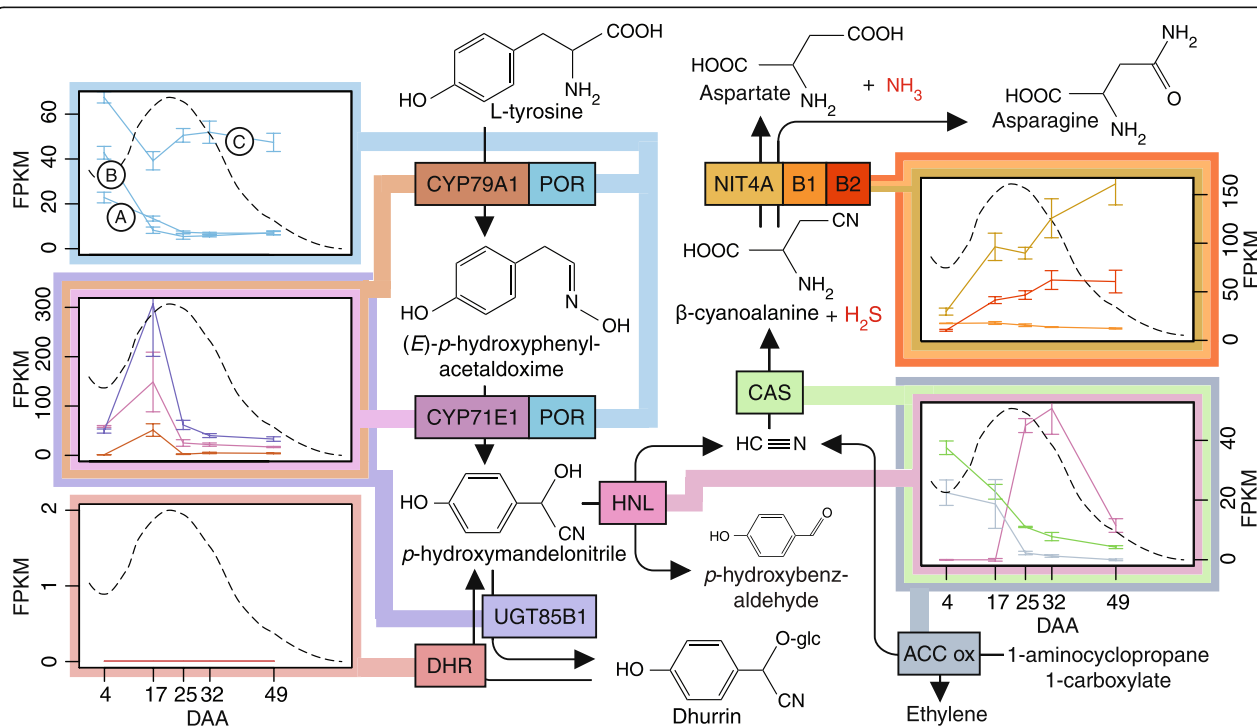 COOH
NH2
HO
L-tyrosine
COOH
HOOC
Aspartate
NH2
+ NH3
NH2
HOOC
O
Asparagine
NH2
FPKM
60
40
20
0
A
B
C
CYP79A1
POR
NIT4A
B1
B2
HO
N
OH
(E)-p-hydroxyphenyl-
acetaldoxime
CN
HOOC
NH2
β-cyanoalanine + H2S
150
100
50
0
FPKM
FPKM
300
200
100
0
CYP71E1
POR
CAS
HC≡N
OH
HO
CN
p-hydroxymandelonitrile
HNL
HO
O
p-hydroxybenz-
aldehyde
40
20
0
FPKM
4 17 25 32 49
DAA
FPKM
2
1
0
4 17 25 32 49
DAA
UGT85B1
DHR
O-glc
HO
CN
Dhurrin
ACC ox
1-aminocyclopropane
1-carboxylate
Ethylene